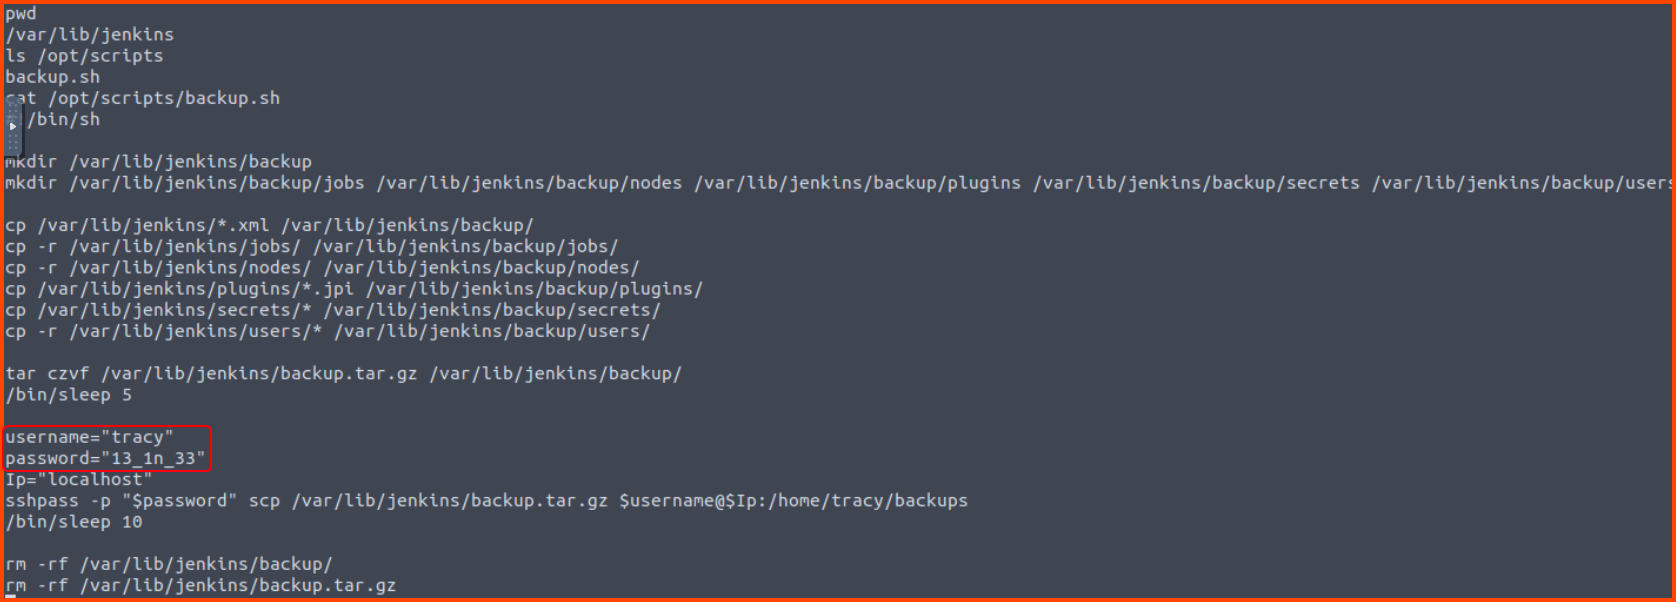 pwd
/var/lib/jenkins
ls /opt/scripts
backup.sh
cat /opt/scripts/backup.sh
/bin/sh
mkdir /var/lib/jenkins/backup
mkdir /var/lib/jenkins/backup/jobs /var/lib/jenkins/backup/nodes /var/lib/jenkins/backup/plugins /var/lib/jenkins/backup/secrets /var/lib/jenkins/backup/users
cp /var/lib/jenkins/*.xml /var/lib/jenkins/backup/
cp -r /var/lib/jenkins/jobs/ /var/lib/jenkins/backup/jobs/
cp -r /var/lib/jenkins/nodes/ /var/lib/jenkins/backup/nodes/
cp /var/lib/jenkins/plugins/*.jpi /var/lib/jenkins/backup/plugins/
cp /var/lib/jenkins/secrets/* /var/lib/jenkins/backup/secrets/
cp -r /var/lib/jenkins/users/* /var/lib/jenkins/backup/users/
tar czvf /var/lib/jenkins/backup.tar.gz /var/lib/jenkins/backup/
/bin/sleep 5
username="tracy"
password="13_1n_33"
Ip="localhost"
sshpass -p "$password" scp /var/lib/jenkins/backup.tar.gz $username@$Ip:/home/tracy/backups
/bin/sleep 10
rm -rf /var/lib/jenkins/backup/
rm -rf /var/lib/jenkins/backup.tar.gz